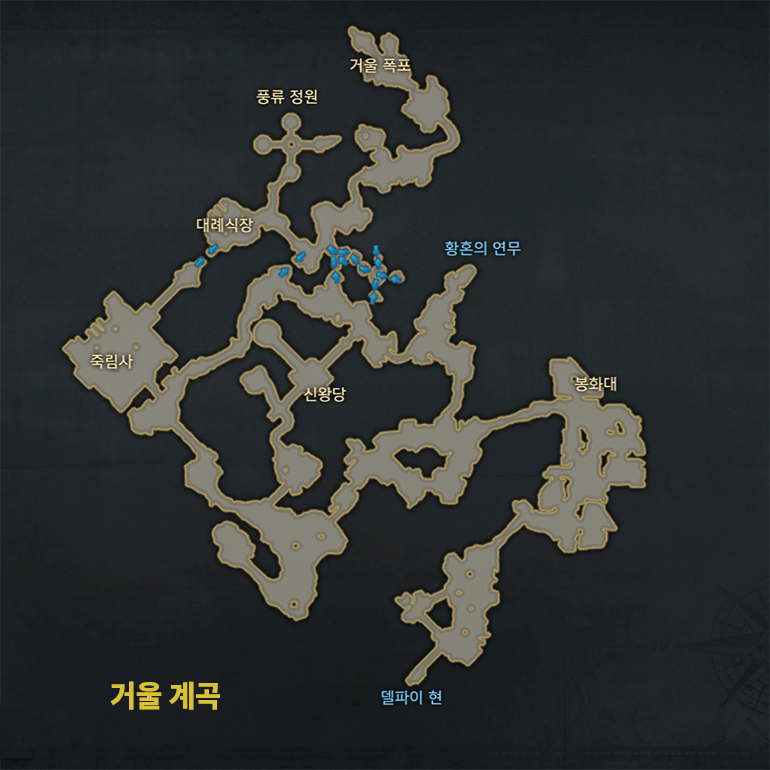 거울 폭포
풍류 정원
대례식장
황혼의 연무
죽림사
신왕당
봉화대
거울 계곡
델파이 현